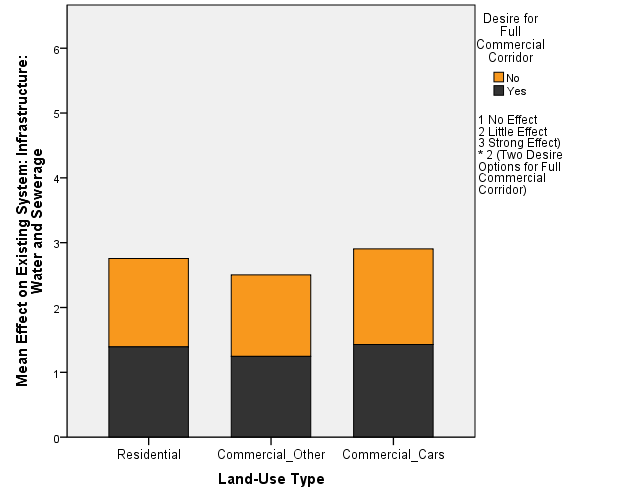 Mean Effect on Existing System: Infrastructure:
Water and Sewerage
6
5
4
3
2
1
0
Residential
Commercial_Other
Commercial_Cars
Land-Use Type
Desire for
Full
Commercial
Corridor
No
Yes
1 No Effect
2 Little Effect
3 Strong Effect)
* 2 (Two Desire
Options for Full
Commercial
Corridor)